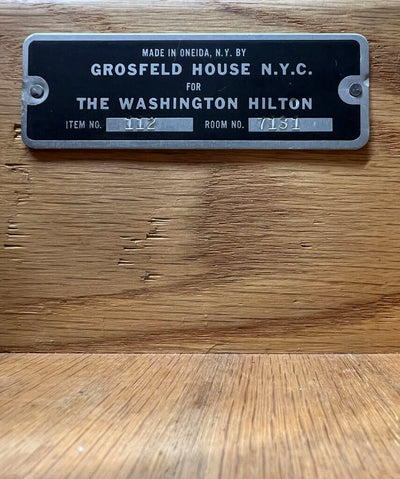 MADE IN ONEIDA, N.Y. BY
GROSFELD HOUSE N.Y.C.
FOR
THE WASHINGTON HILTON
ITEM NO. 112 ROOM NO. 7131